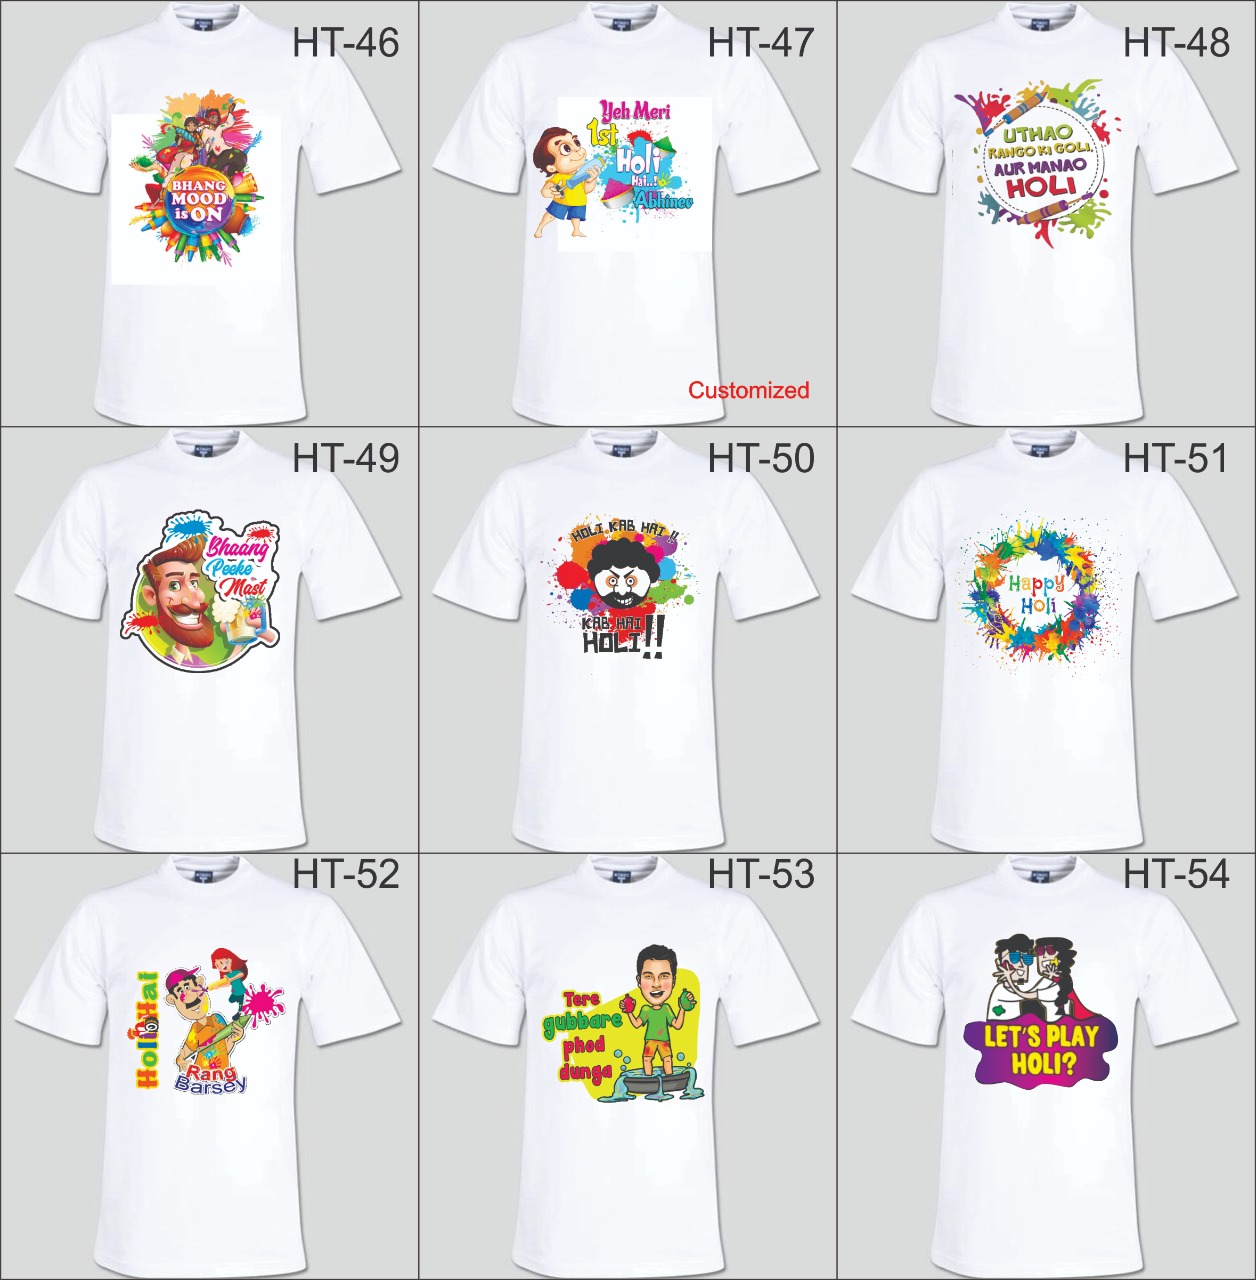 HT-46
BHANG
MOOD
is ON
HT-47
Yeh Meri
1st
Holi
Hai..!
Abhinev
Customized
HT-48
UTHAO
RANGO KI GOLI,
AUR MANAO
HOLI
HT-49
Bhaang
Peeke
Mast
HT-50
HOLI KAB HAI !!
KAB HAI
HOLI!!
HT-51
Happy
Holi
HT-52
Holi Hai
Rang
Barsey
HT-53
Tere
gubbare
phod
dunga
HT-54
LET'S PLAY
HOLI?